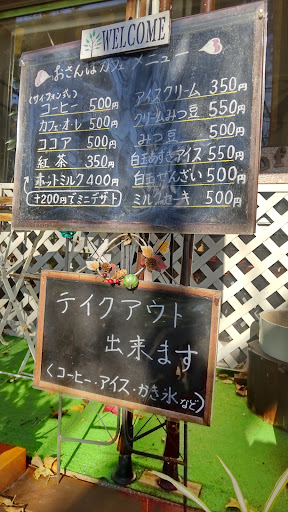 WELCOME
おさんぽカフェ メニュー
(サイフォン式)
コーヒー 500円
カフェ・オ・レ 500円
ココア 500円
紅茶 350円
ホットミルク 400円
(+200円でミニデザート)
アイスクリーム 350円
クリームみつ豆 550円
みつ豆 500円
白玉あずきアイス 550円
白玉ぜんざい 500円
ミルクセーキ 500円
テイクアウト
出来ます
(コーヒー・アイス・かき氷など)